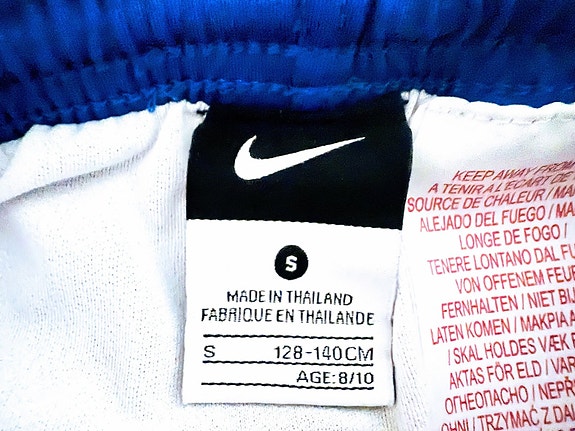 S
MADE IN THAILAND
FABRIQUE EN THAILANDE
S 128-140CM
AGE: 8/10
KEEP AWAY FROM
A TENIR A L'ECART DE
SOURCE DE CHALEUR / MA
ALEJADO DEL FUEGO / MA
LONGE DE FOGO /
TENERE LONTANO DAL FU
VON OFFENEM FEUE
FERNHALTEN / NIET BIJ
LATEN KOMEN / ΜΑΚΡΙΑ Α
/ SKAL HOLDES VÆK F
AKTAS FÖR ELD / VAR
ОГНЕОПАСНО / NEPŘ
OHNI / TRZYMAĆ Z DAL